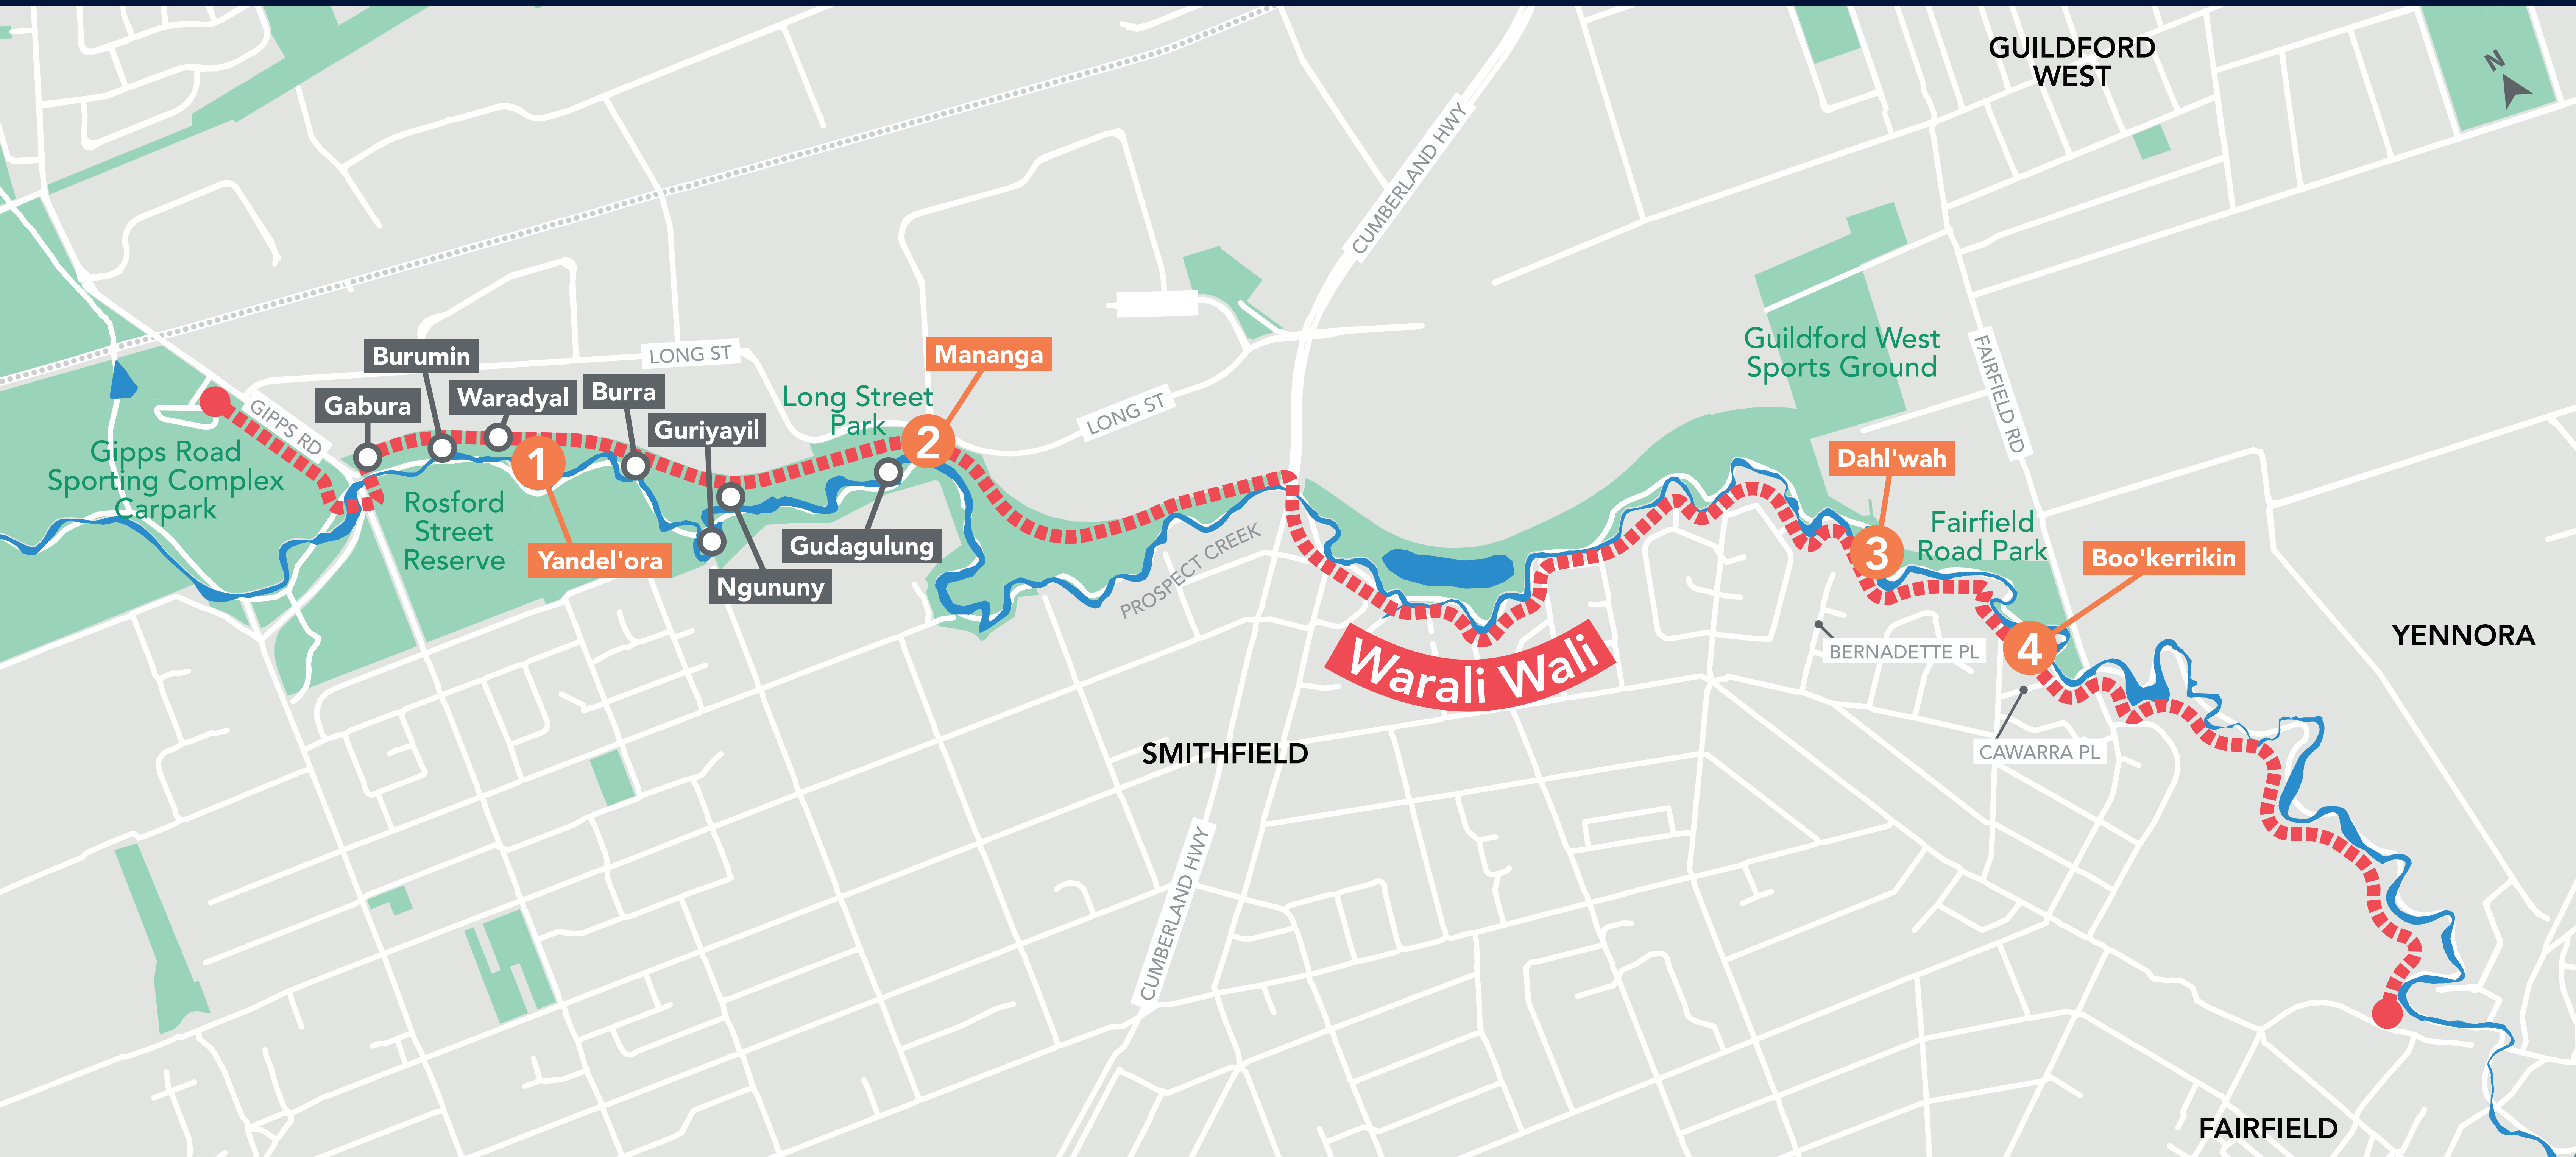 GUILDFORD
WEST
N
CUMBERLAND HWY
Burumin
LONG ST
Mananga
Guildford West
Sports Ground
FAIRFIELD RD
Gabura
Waradyal
Burra
Long Street
Park
LONG ST
GIPPS RD
Guriyayil
Gipps Road
Sporting Complex
Carpark
1
2
Dahl'wah
Rosford
Street
Reserve
Yandel'ora
Gudagulung
Ngununy
PROSPECT CREEK
3
Fairfield
Road Park
Boo'kerrikin
4
Warali Wali
BERNADETTE PL
YENNORA
SMITHFIELD
CAWARRA PL
CUMBERLAND HWY
FAIRFIELD